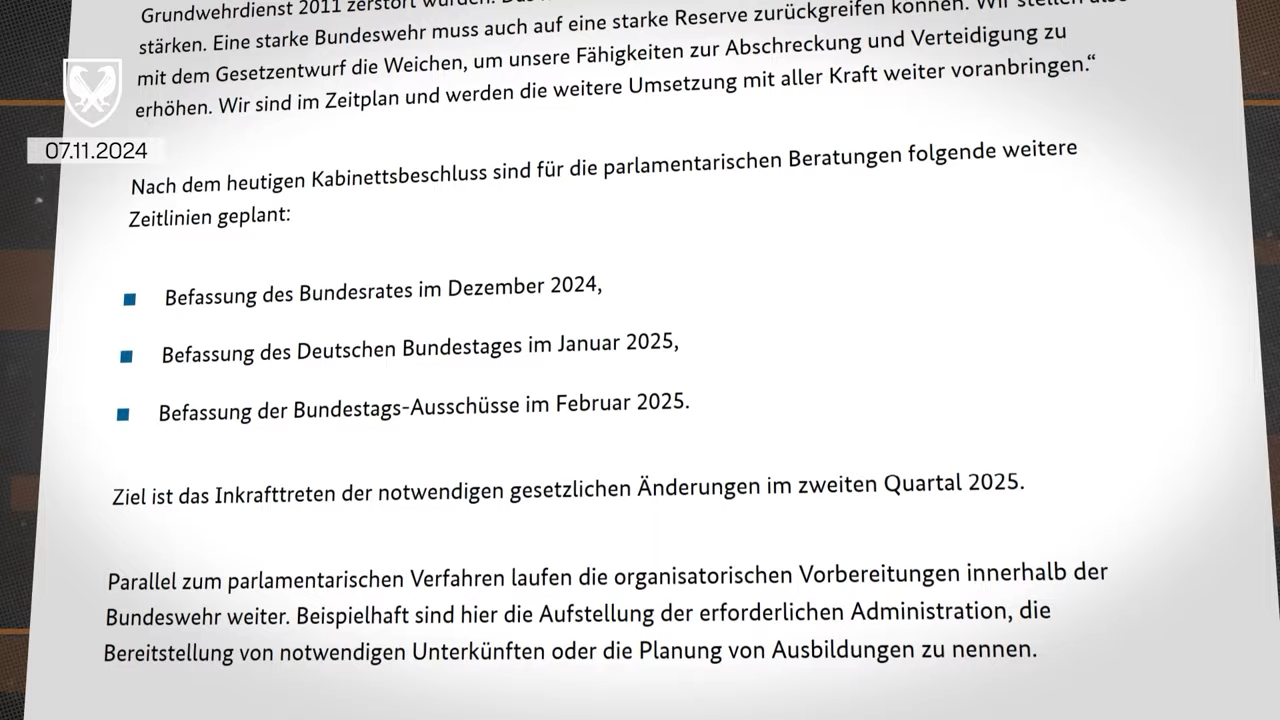 Grundwehrdienst 2011 zerstört wurden.
stärken. Eine starke Bundeswehr muss auch auf eine starke Reserve zurückgreifen können. Wir stellen also
mit dem Gesetzentwurf die Weichen, um unsere Fähigkeiten zur Abschreckung und Verteidigung zu
erhöhen. Wir sind im Zeitplan und werden die weitere Umsetzung mit aller Kraft weiter voranbringen.“
07.11.2024
Nach dem heutigen Kabinettsbeschluss sind für die parlamentarischen Beratungen folgende weitere
Zeitlinien geplant:
Befassung des Bundesrates im Dezember 2024,
Befassung des Deutschen Bundestages im Januar 2025,
Befassung der Bundestags-Ausschüsse im Februar 2025.
Ziel ist das Inkrafttreten der notwendigen gesetzlichen Änderungen im zweiten Quartal 2025.
Parallel zum parlamentarischen Verfahren laufen die organisatorischen Vorbereitungen innerhalb der
Bundeswehr weiter. Beispielhaft sind hier die Aufstellung der erforderlichen Administration, die
Bereitstellung von notwendigen Unterkünften oder die Planung von Ausbildungen zu nennen.